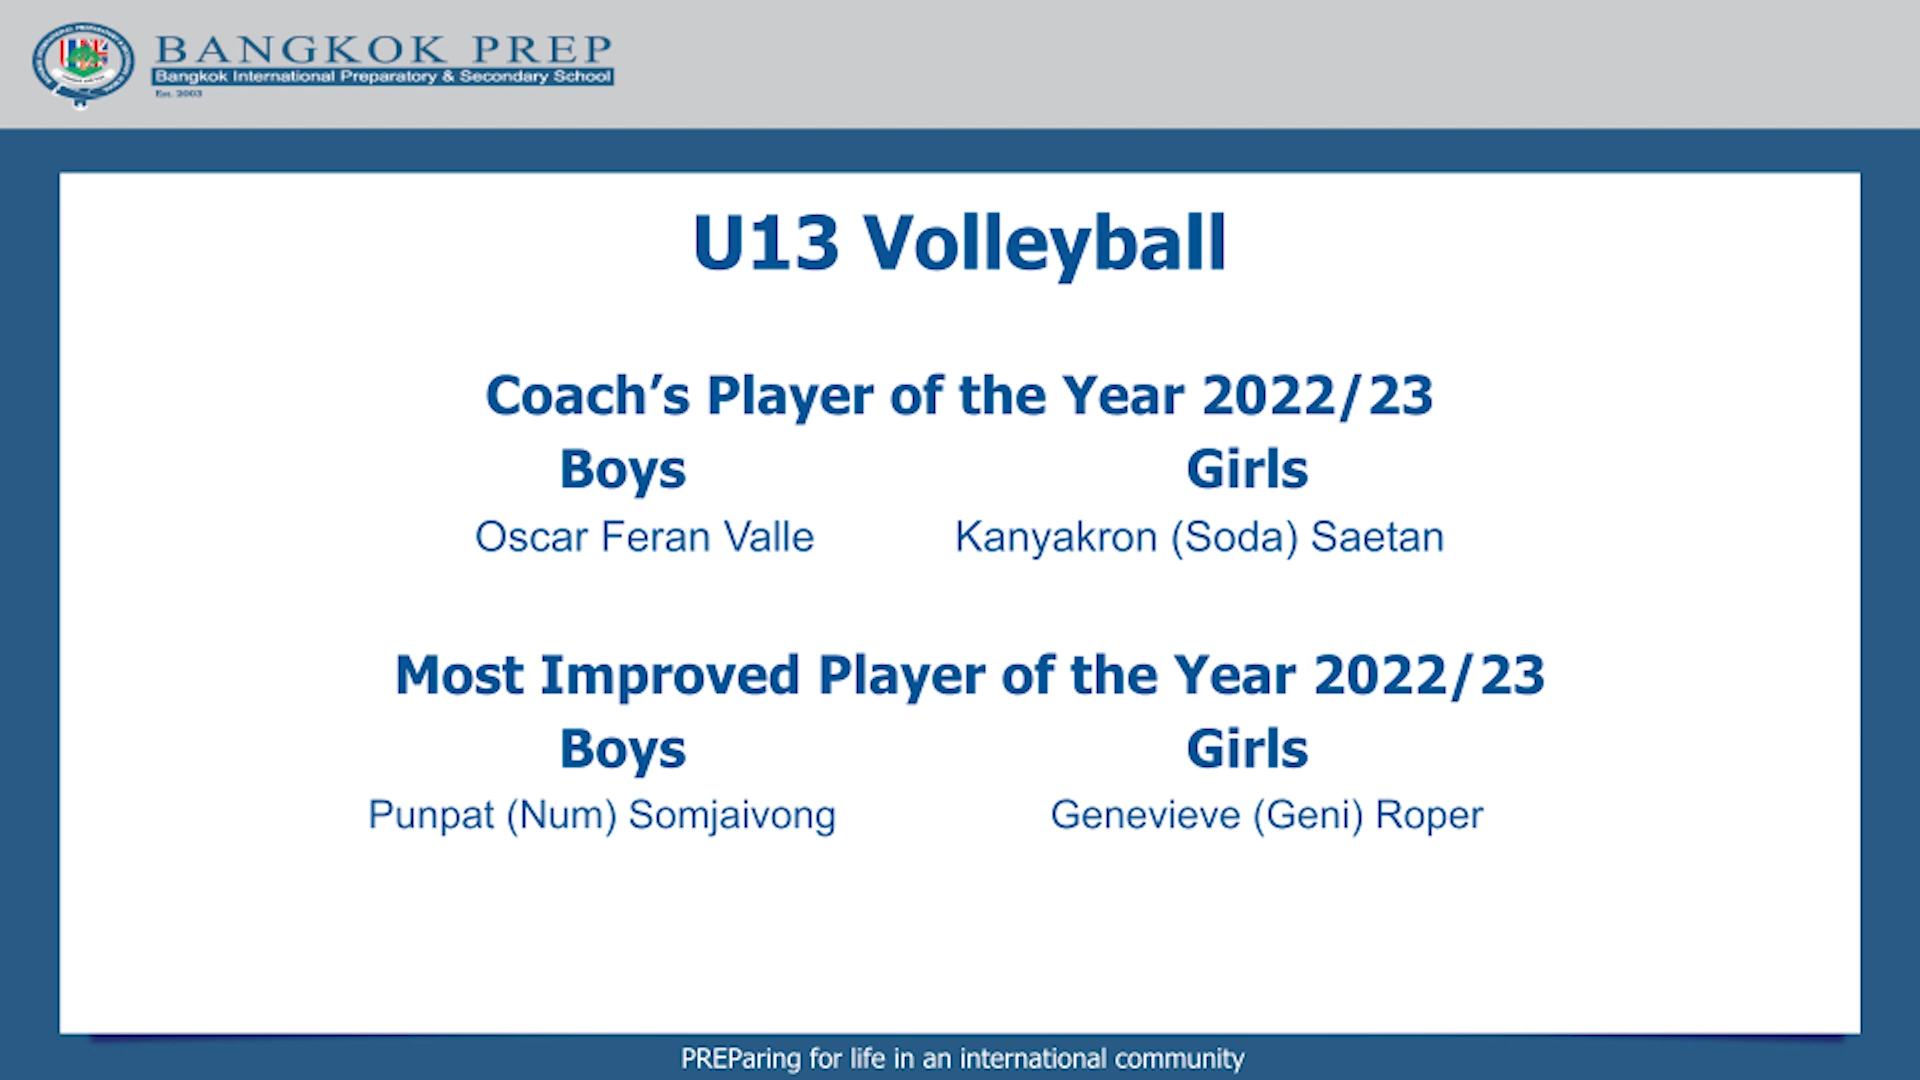 BANGKOK PREP
Bangkok International Preparatory & Secondary School
Est. 2003
U13 Volleyball
Coach’s Player of the Year 2022/23
Boys Girls
Oscar Feran Valle Kanyakron (Soda) Saetan
Most Improved Player of the Year 2022/23
Boys Girls
Punpat (Num) Somjaivong Genevieve (Geni) Roper
PREParing for life in an international community